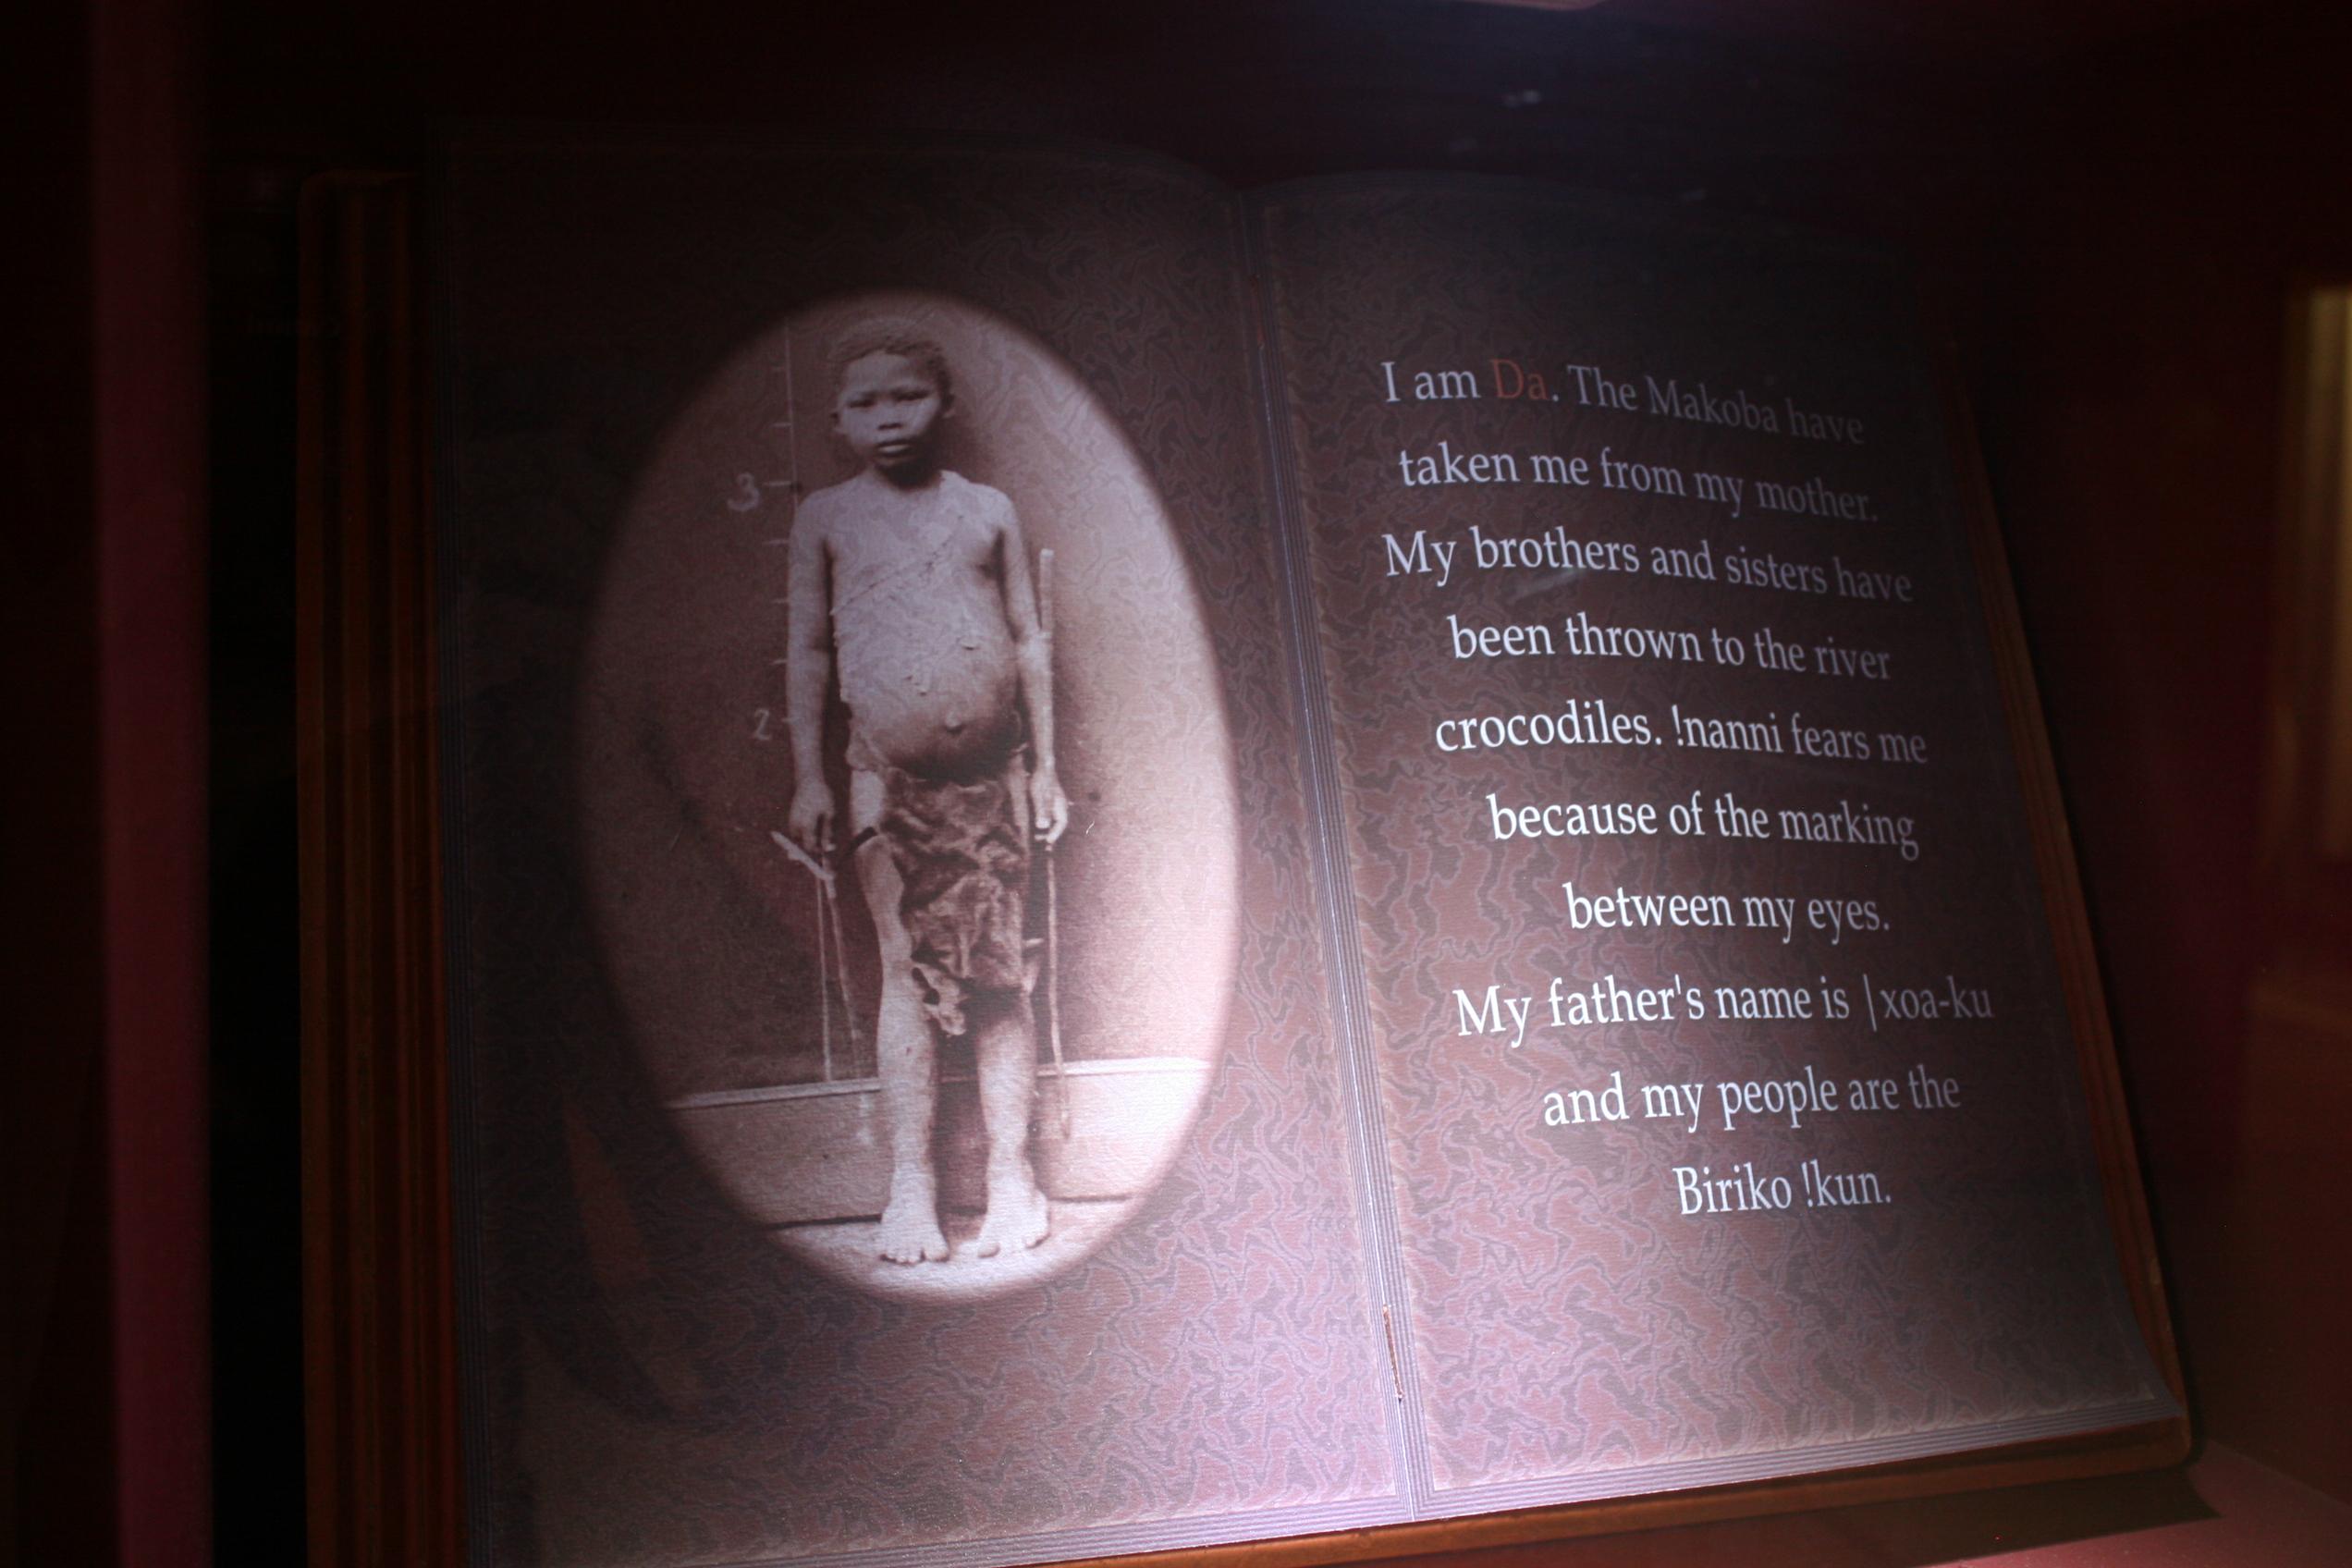 I am Da. The Makoba have
taken me from my mother.
My brothers and sisters have
been thrown to the river
crocodiles. !nanni fears me
because of the marking
between my eyes.
My father's name is |xoa-ku
and my people are the
Biriko !kun.
3
2